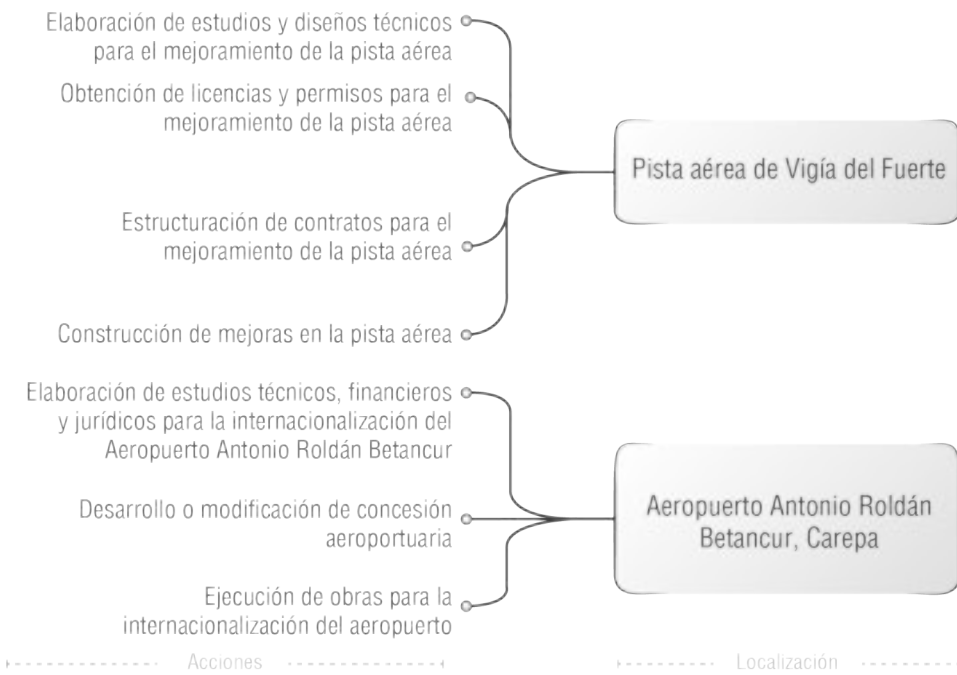 Elaboración de estudios y diseños técnicos
para el mejoramiento de la pista aérea
Obtención de licencias y permisos para el
mejoramiento de la pista aérea
Estructuración de contratos para el
mejoramiento de la pista aérea
Construcción de mejoras en la pista aérea
Pista aérea de Vigía del Fuerte
Elaboración de estudios técnicos, financieros
y jurídicos para la internacionalización del
Aeropuerto Antonio Roldán Betancur
Desarrollo o modificación de concesión
aeroportuaria
Ejecución de obras para la
internacionalización del aeropuerto
Aeropuerto Antonio Roldán
Betancur, Carepa
Acciones
Localización